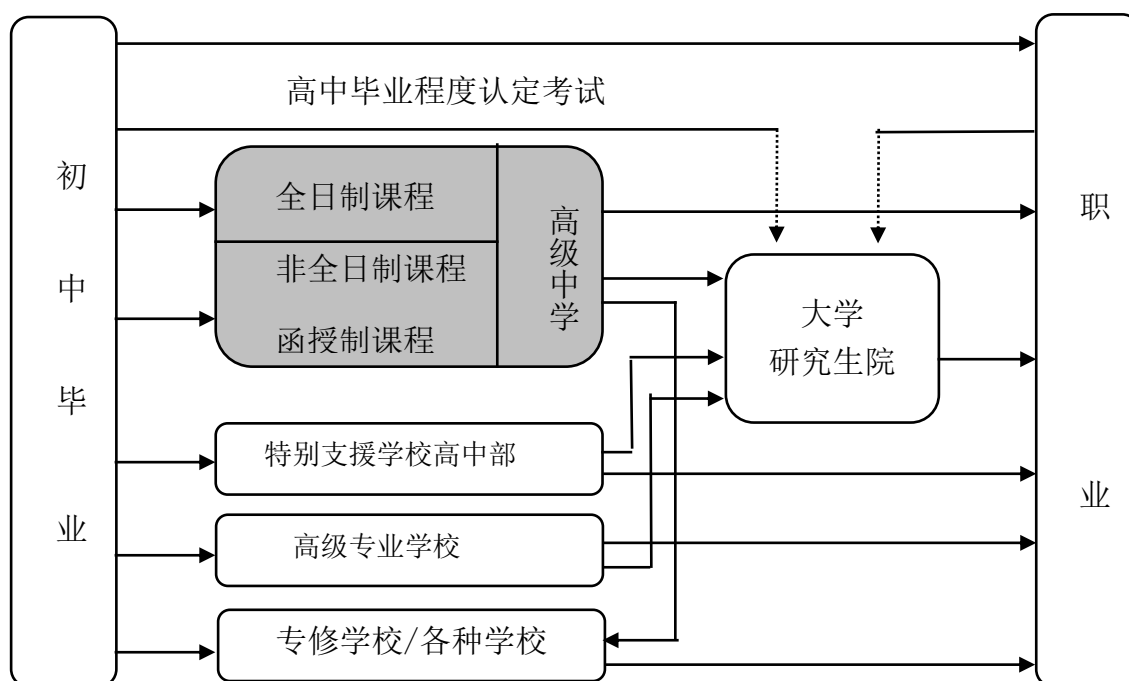 高中毕业程度认定考试
初中毕业
全日制课程
非全日制课程
函授制课程
高级中学
大学
研究生院
职业
特别支援学校高中部
高级专业学校
专修学校/各种学校